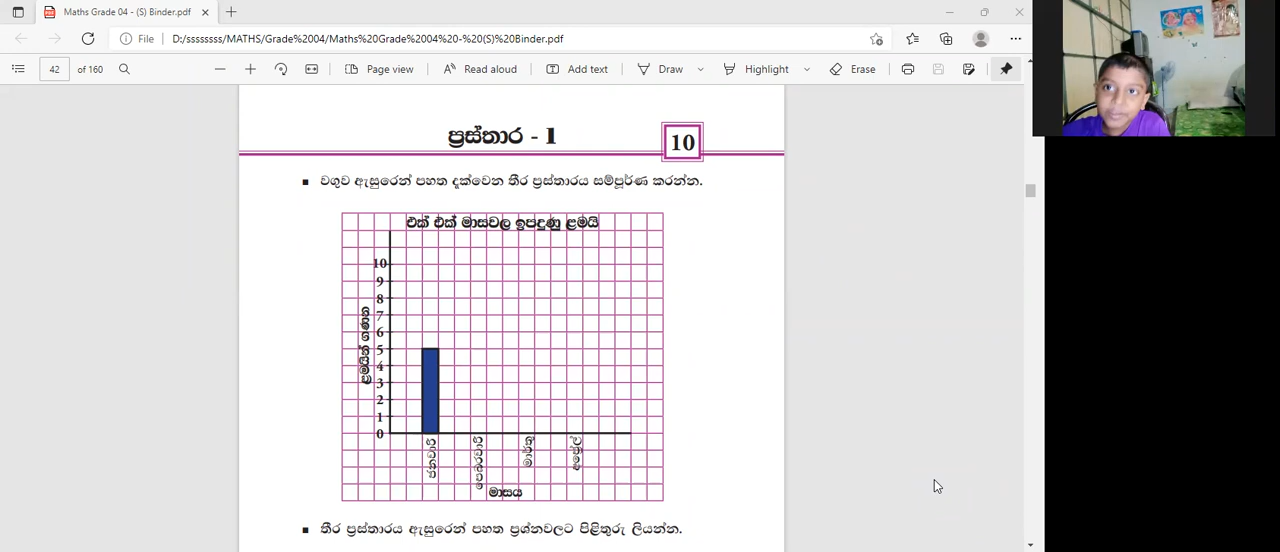 Maths Grade 04 - (S) Binder.pdf
File D:/ssssssss/MATHS/Grade%2004/Maths%20Grade%2004%20-%20(S)%20Binder.pdf
42 of 160 Page view Read aloud Add text Draw Highlight Erase
ප්‍රස්තාර - 1
10
වගුව ඇසුරෙන් පහත දැක්වෙන තීර ප්‍රස්තාරය සම්පූර්ණ කරන්න.
එක් එක් මාසවල ඉපදුණු ළමයි
ළමයින් ගණන
10
9
8
7
6
5
4
3
2
1
0
ජනවාරි පෙබරවාරි මාර්තු අප්‍රේල්
මාසය
තීර ප්‍රස්තාරය ඇසුරෙන් පහත ප්‍රශ්නවලට පිළිතුරු ලියන්න.